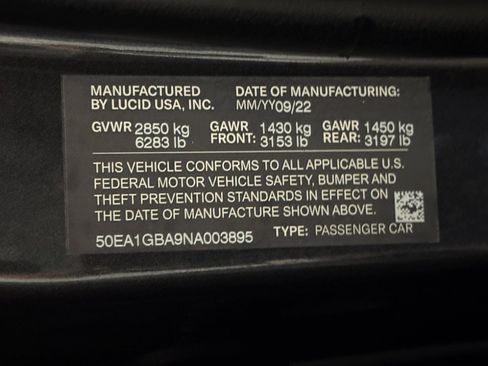 MANUFACTURED DATE OF MANUFACTURING:
BY LUCID USA, INC. MM/YY 09/22
GVWR 2850 kg GAWR 1430 kg GAWR 1450 kg
6283 lb FRONT: 3153 lb REAR: 3197 lb
THIS VEHICLE CONFORMS TO ALL APPLICABLE U.S.
FEDERAL MOTOR VEHICLE SAFETY, BUMPER AND
THEFT PREVENTION STANDARDS IN EFFECT ON
THE DATE OF MANUFACTURE SHOWN ABOVE.
50EA1GBA9NA003895 TYPE: PASSENGER CAR